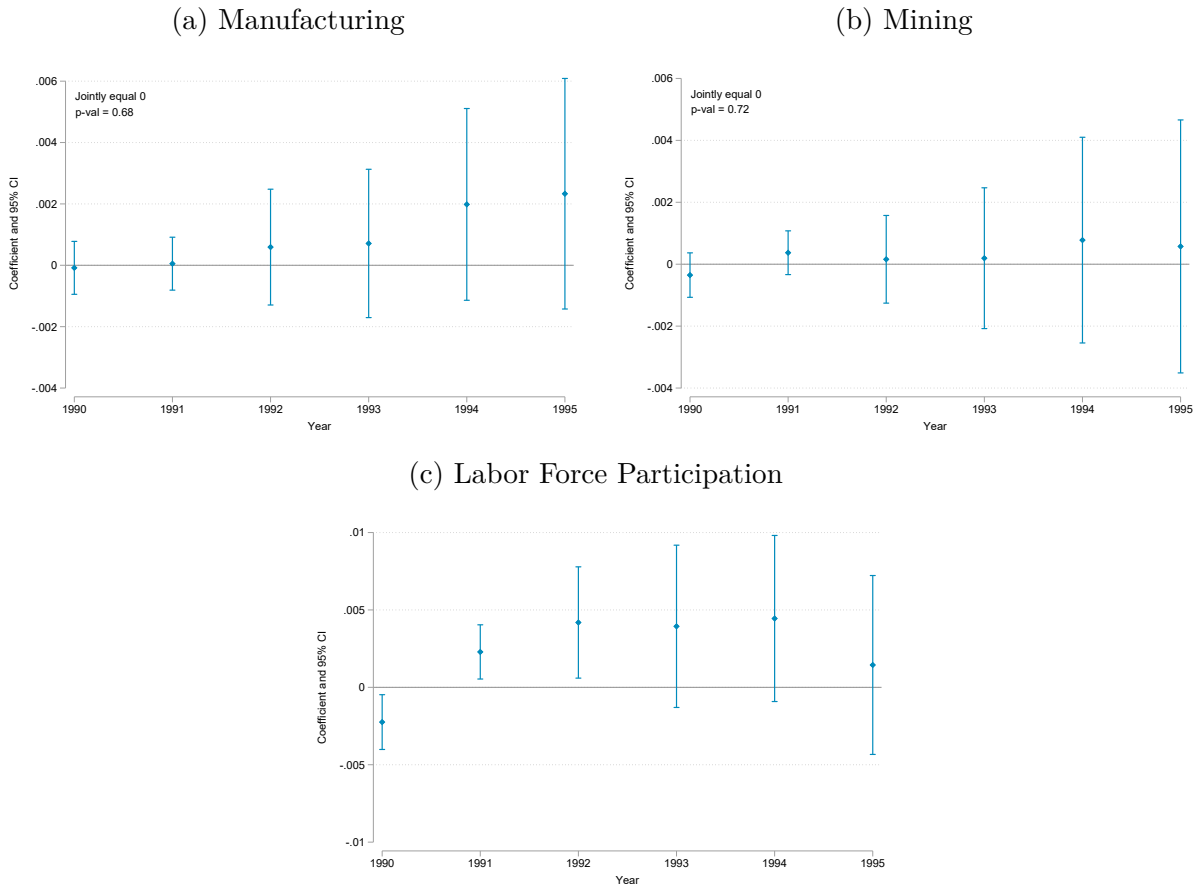 (a) Manufacturing
.006
.004
.002
0
-.002
-.004
Coefficient and 95% CI
Jointly equal 0
p-val = 0.68
1990 1991 1992 1993 1994 1995
Year
(b) Mining
.006
.004
.002
0
-.002
-.004
Coefficient and 95% CI
Jointly equal 0
p-val = 0.72
1990 1991 1992 1993 1994 1995
Year
(c) Labor Force Participation
.01
.005
0
-.005
-.01
Coefficient and 95% CI
1990 1991 1992 1993 1994 1995
Year